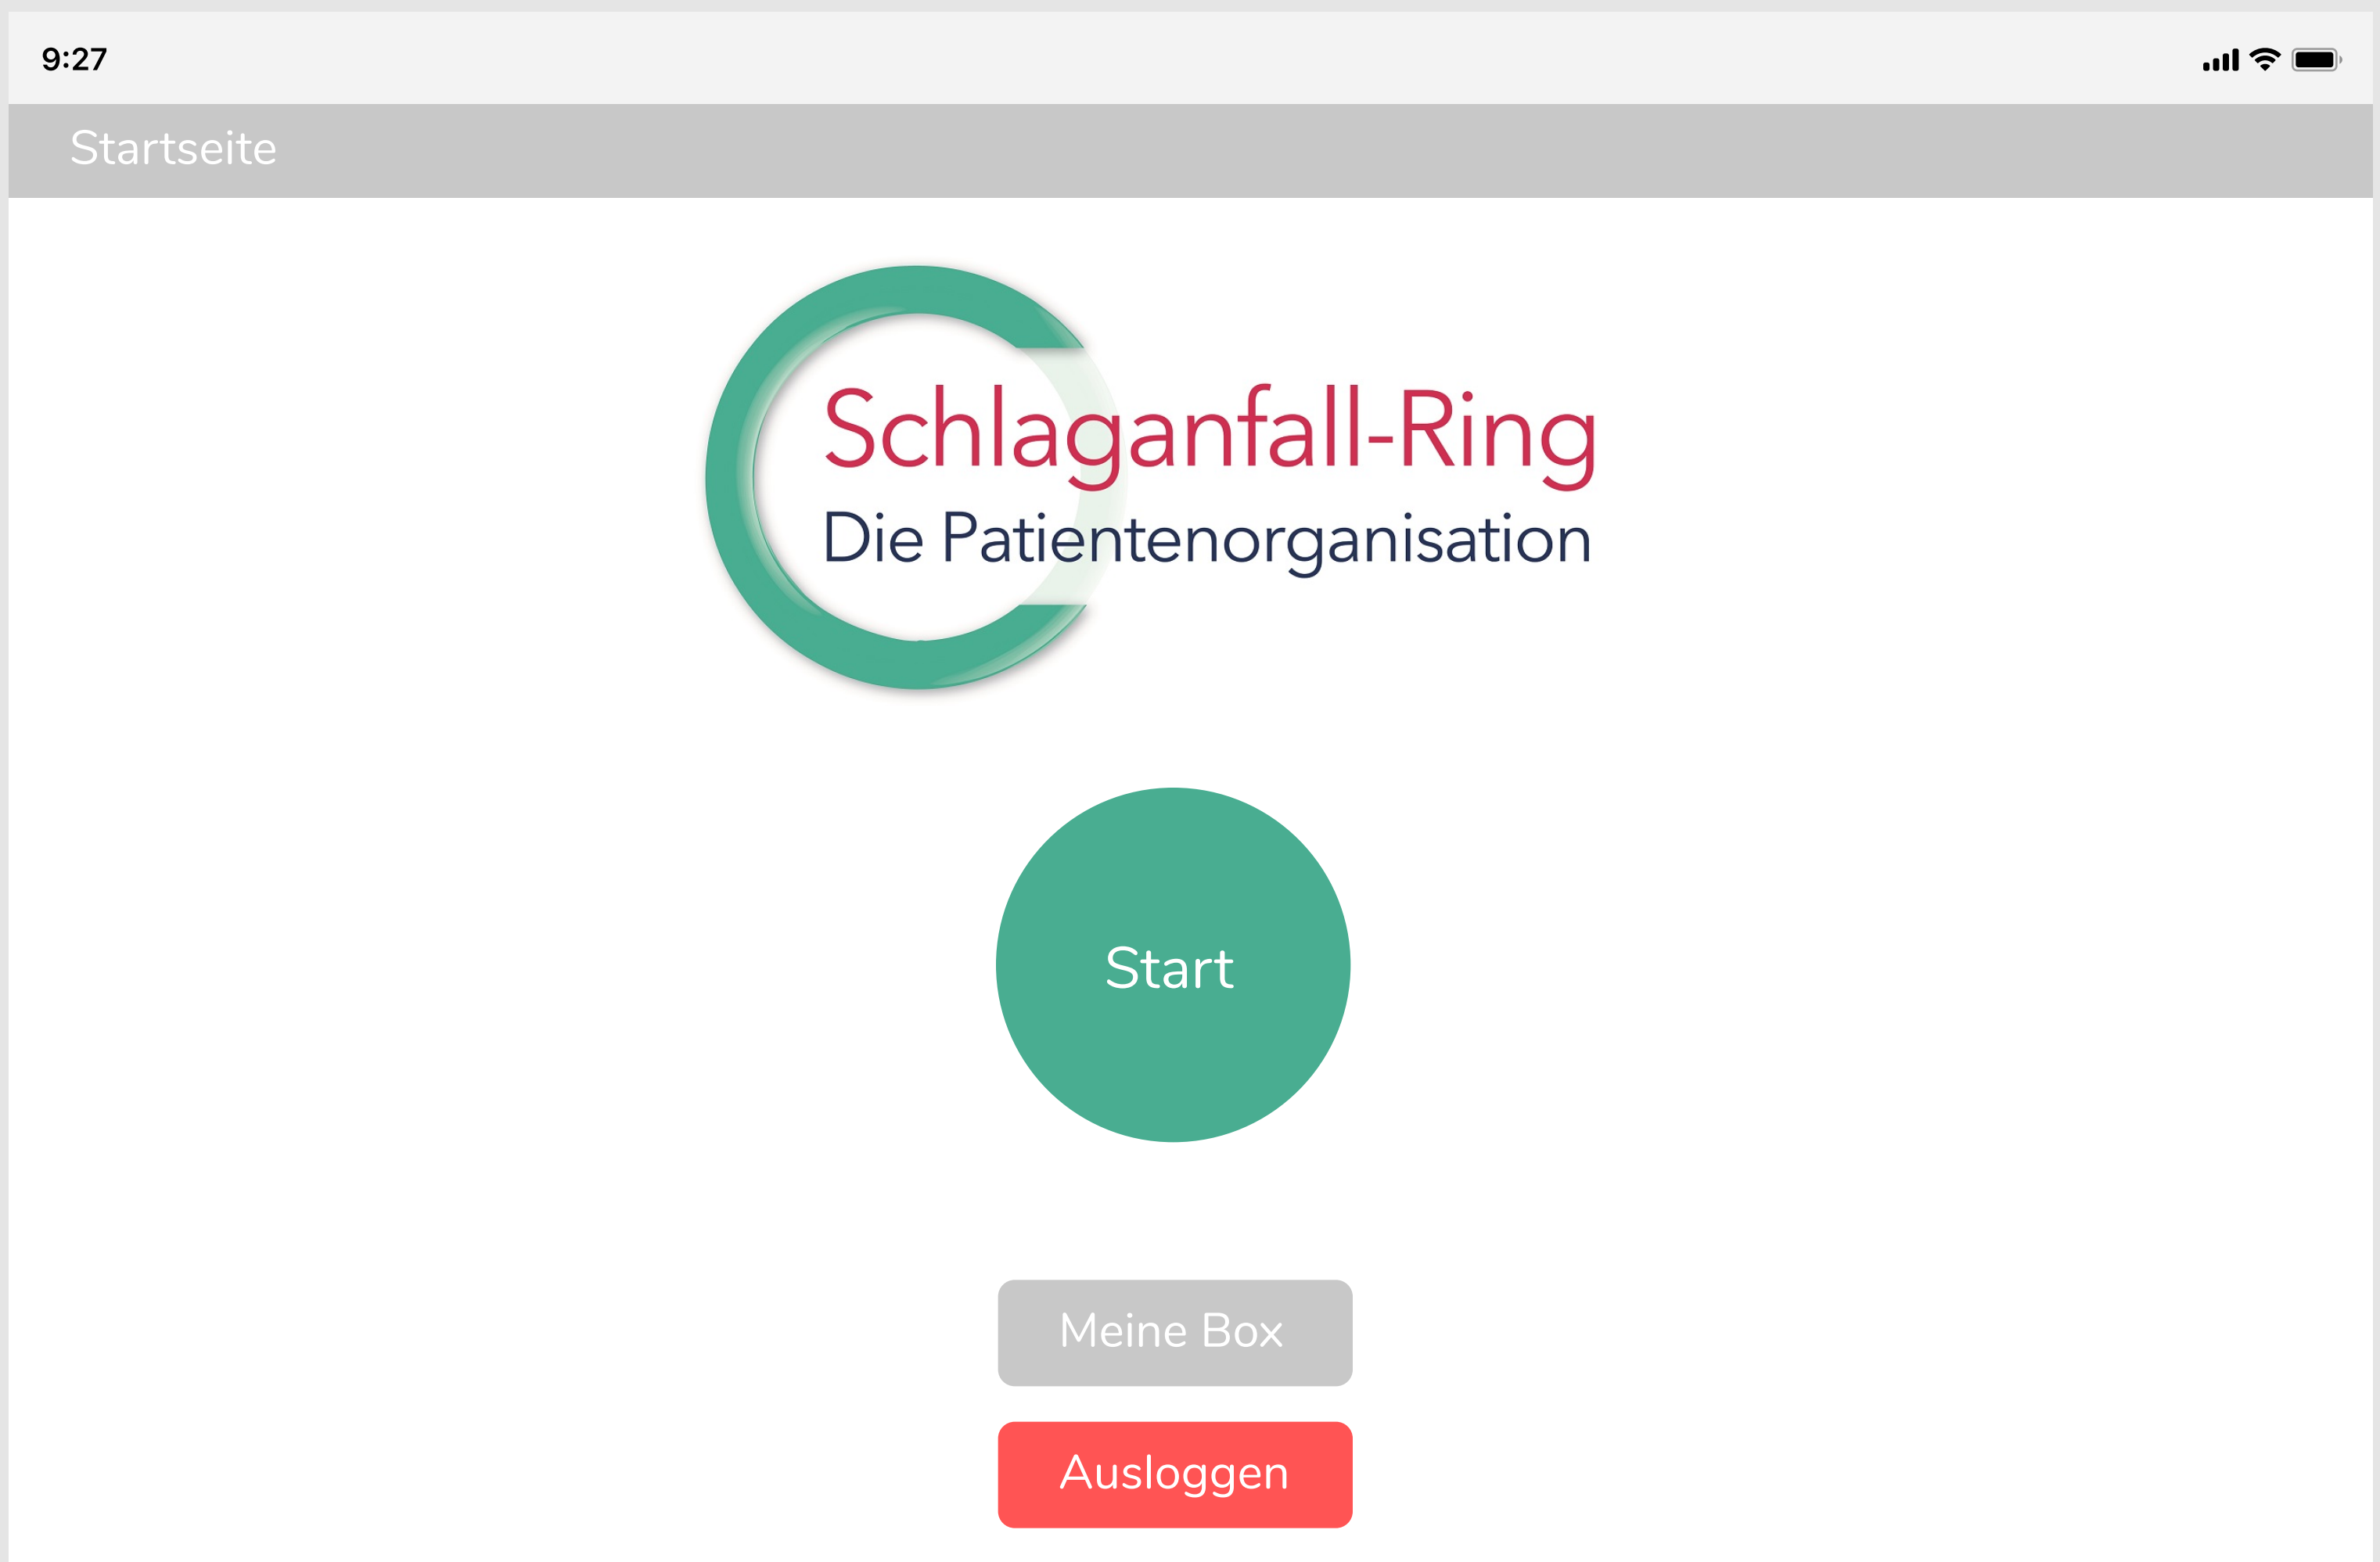 9:27
Startseite
Schlaganfall-Ring
Die Patientenorganisation
Start
Meine Box
Ausloggen